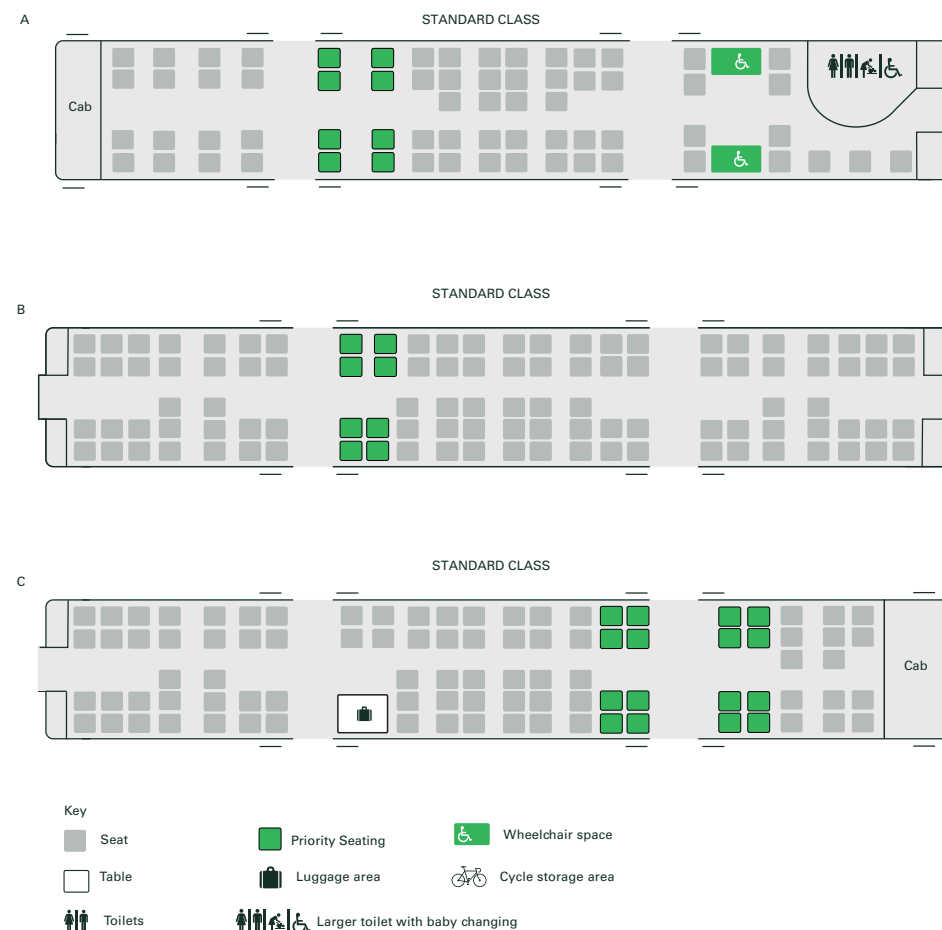 A
STANDARD CLASS
Cab
B
STANDARD CLASS
C
STANDARD CLASS
Cab
Key
Seat
Priority Seating
Wheelchair space
Table
Luggage area
Cycle storage area
Toilets
Larger toilet with baby changing